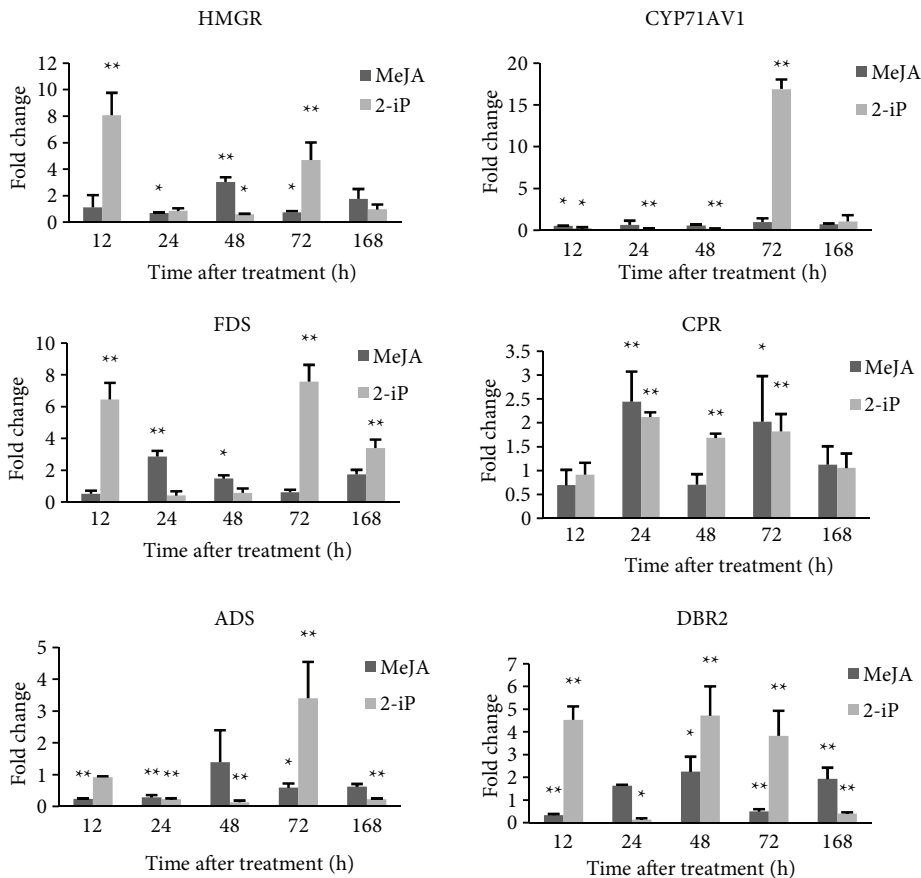 HMGR
Fold change
12
10
8
6
4
2
0
**
*
**
*
*
**
MeJA
2-iP
12 24 48 72 168
Time after treatment (h)
CYP71AV1
Fold change
20
15
10
5
0
*
*
**
**
**
MeJA
2-iP
12 24 48 72 168
Time after treatment (h)
FDS
Fold change
10
8
6
4
2
0
**
**
*
**
**
MeJA
2-iP
12 24 48 72 168
Time after treatment (h)
CPR
Fold change
3.5
3
2.5
2
1.5
1
0.5
0
**
**
**
*
**
MeJA
2-iP
12 24 48 72 168
Time after treatment (h)
ADS
Fold change
5
4
3
2
1
0
**
**
**
**
*
**
**
MeJA
2-iP
12 24 48 72 168
Time after treatment (h)
DBR2
Fold change
7
6
5
4
3
2
1
0
**
**
*
*
**
**
**
**
**
MeJA
2-iP
12 24 48 72 168
Time after treatment (h)